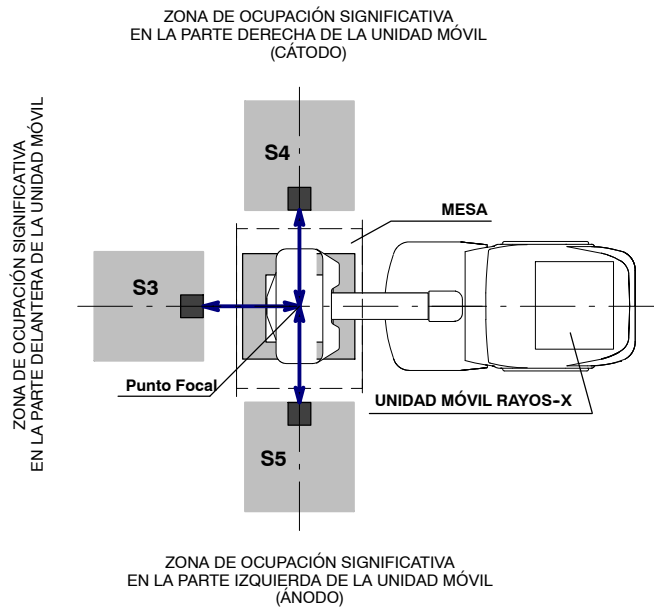 ZONA DE OCUPACIÓN SIGNIFICATIVA
EN LA PARTE DERECHA DE LA UNIDAD MÓVIL
(CÁTODO)
ZONA DE OCUPACIÓN SIGNIFICATIVA
EN LA PARTE DELANTERA DE LA UNIDAD MÓVIL
S4
MESA
S3
Punto Focal
UNIDAD MÓVIL RAYOS-X
S5
ZONA DE OCUPACIÓN SIGNIFICATIVA
EN LA PARTE IZQUIERDA DE LA UNIDAD MÓVIL
(ÁNODO)